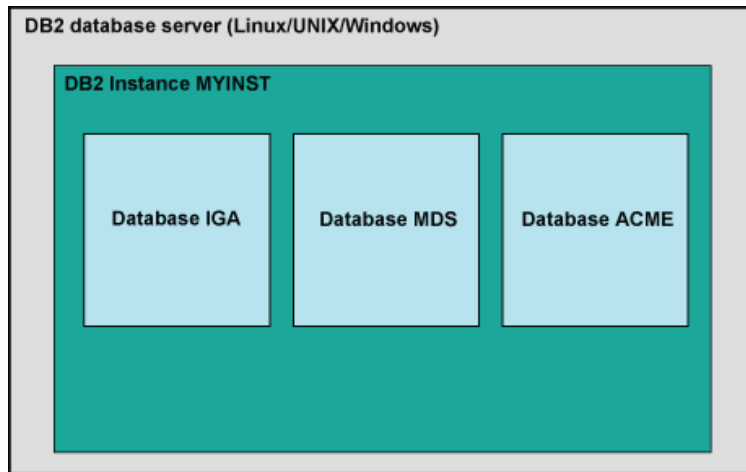 DB2 database server (Linux/UNIX/Windows)
DB2 Instance MYINST
Database IGA
Database MDS
Database ACME